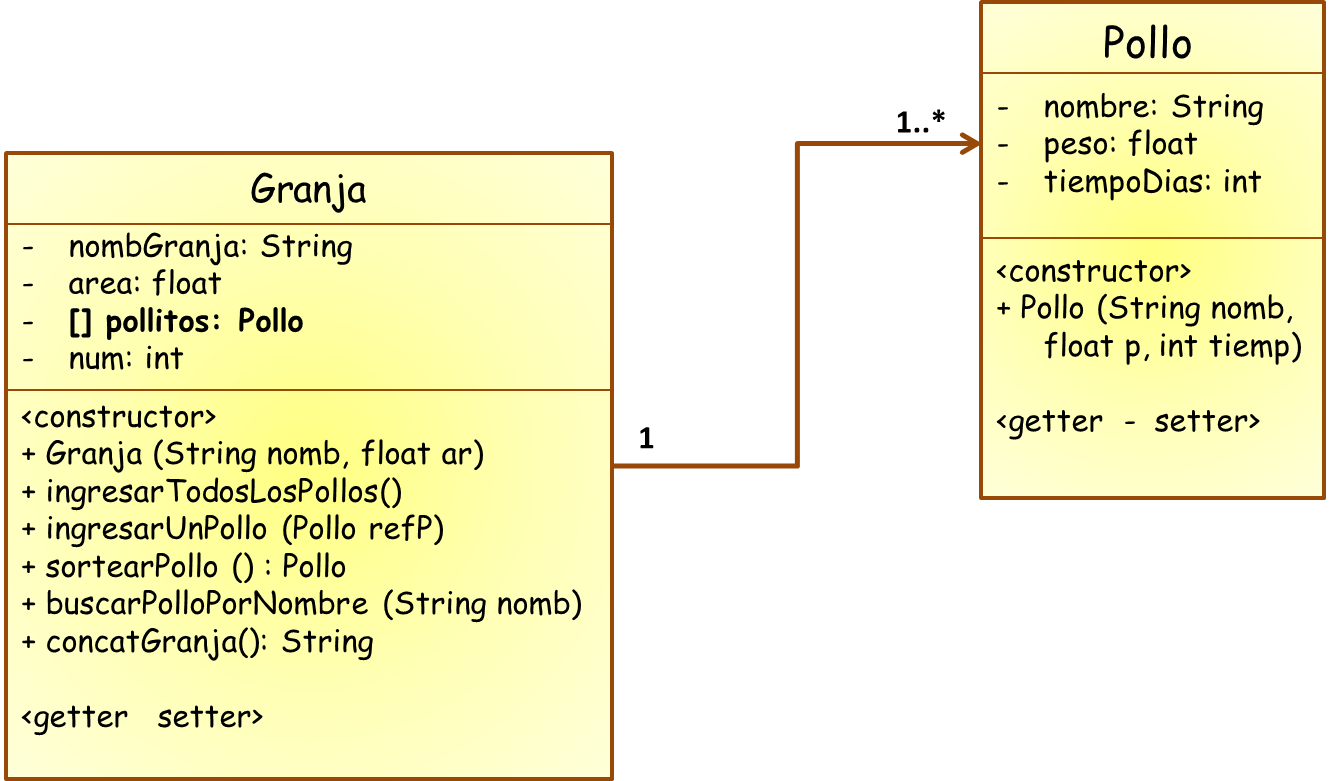 Granja
- nombGranja: String
- area: float
- [] pollitos: Pollo
- num: int
<constructor>
+ Granja (String nomb, float ar)
+ ingresarTodosLosPollos()
+ ingresarUnPollo (Pollo refP)
+ sortearPollo () : Pollo
+ buscarPolloPorNombre (String nomb)
+ concatGranja(): String
<getter setter>
1
1..*
Pollo
- nombre: String
- peso: float
- tiempoDias: int
<constructor>
+ Pollo (String nomb,
float p, int tiemp)
<getter - setter>